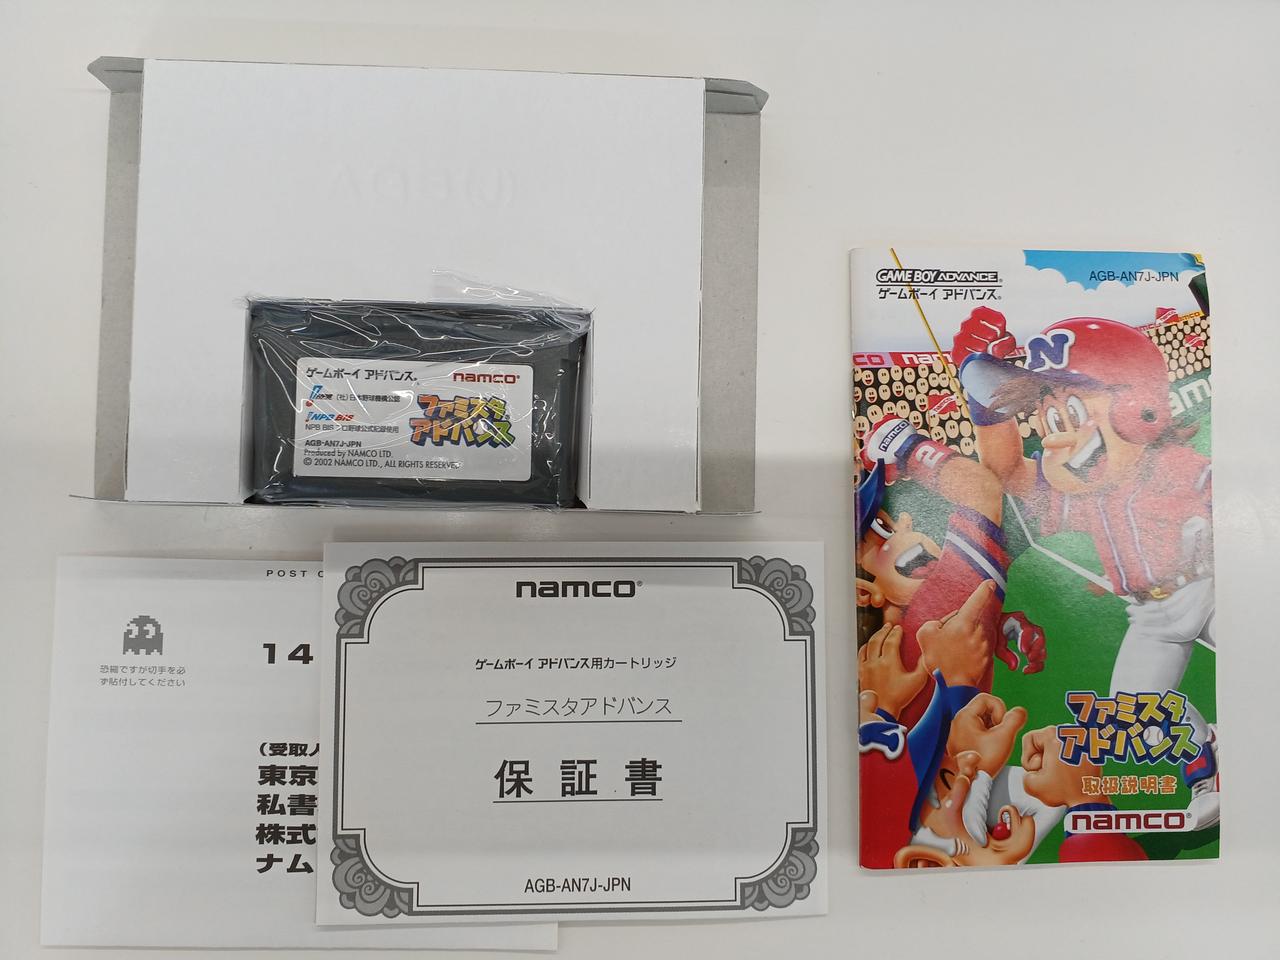 ゲームボーイ アドバンス®
namco®
(社)日本野球機構公認
NPB BIS
NPB BIS プロ野球公式記録使用
ファミスタ®
アドバンス
AGB-AN7J-JPN
Produced by NAMCO LTD.
© 2002 NAMCO LTD., ALL RIGHTS RESERVED
POST C
恐縮ですが切手を必
ず貼付してください
14
(受取人
東京
私書
株式
ナム
namco®
ゲームボーイ アドバンス用カートリッジ
ファミスタアドバンス
保証書
AGB-AN7J-JPN
GAME BOY ADVANCE®
ゲームボーイ アドバンス®
AGB-AN7J-JPN
N
namco
2
ファミスタ®
アドバンス
取扱説明書
namco®